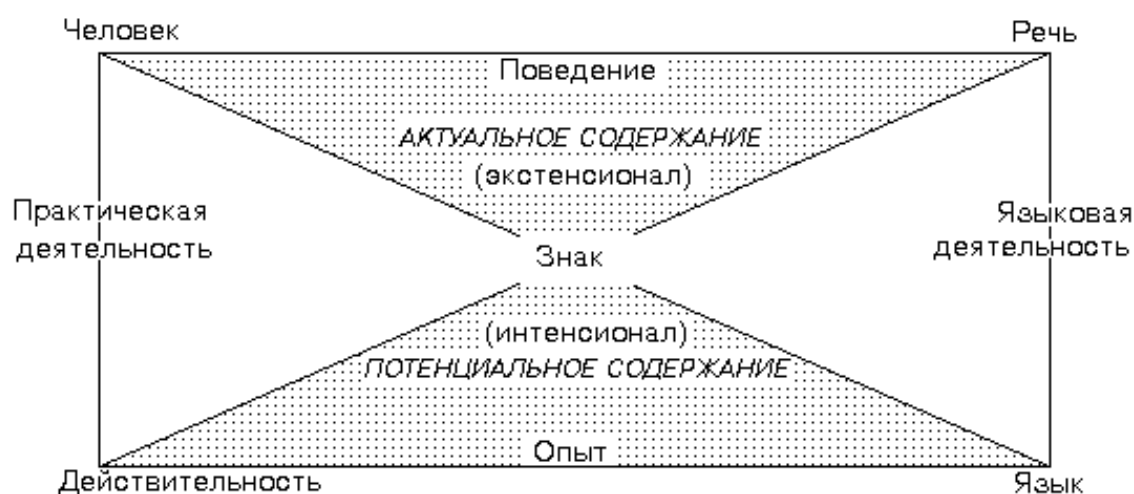 Человек
Речь
Поведение
АКТУАЛЬНОЕ СОДЕРЖАНИЕ
(экстенсионал)
Практическая
деятельность
Языковая
деятельность
Знак
(интенсионал)
ПОТЕНЦИАЛЬНОЕ СОДЕРЖАНИЕ
Опыт
Действительность
Язык